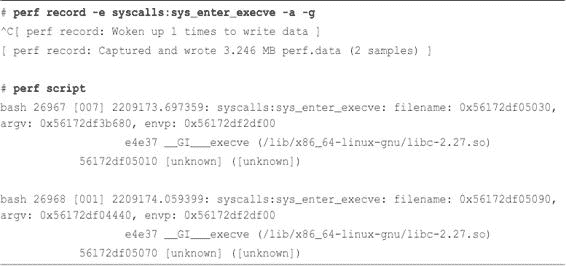 # perf record -e syscalls:sys_enter_execve -a -g
^C[ perf record: Woken up 1 times to write data ]
[ perf record: Captured and wrote 3.246 MB perf.data (2 samples) ]
# perf script
bash 26967 [007] 2209173.697359: syscalls:sys_enter_execve: filename: 0x56172df05030,
argv: 0x56172df3b680, envp: 0x56172df2df00
e4e37 __GI___execve (/lib/x86_64-linux-gnu/libc-2.27.so)
56172df05010 [unknown] ([unknown])
bash 26968 [001] 2209174.059399: syscalls:sys_enter_execve: filename: 0x56172df05090,
argv: 0x56172df04440, envp: 0x56172df2df00
e4e37 __GI___execve (/lib/x86_64-linux-gnu/libc-2.27.so)
56172df05070 [unknown] ([unknown])